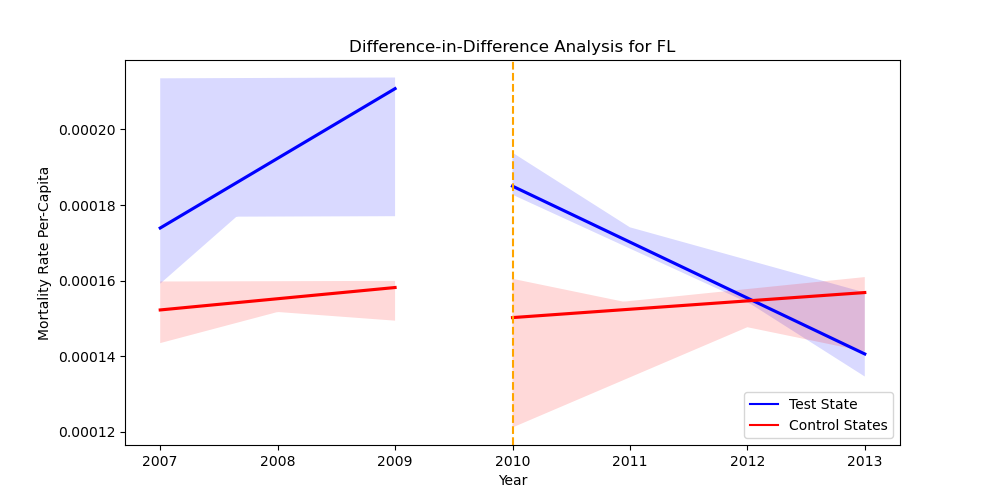 Difference-in-Difference Analysis for FL
Mortality Rate Per-Capita
0.00020
0.00018
0.00016
0.00014
0.00012
Test State
Control States
2007 2008 2009 2010 2011 2012 2013
Year